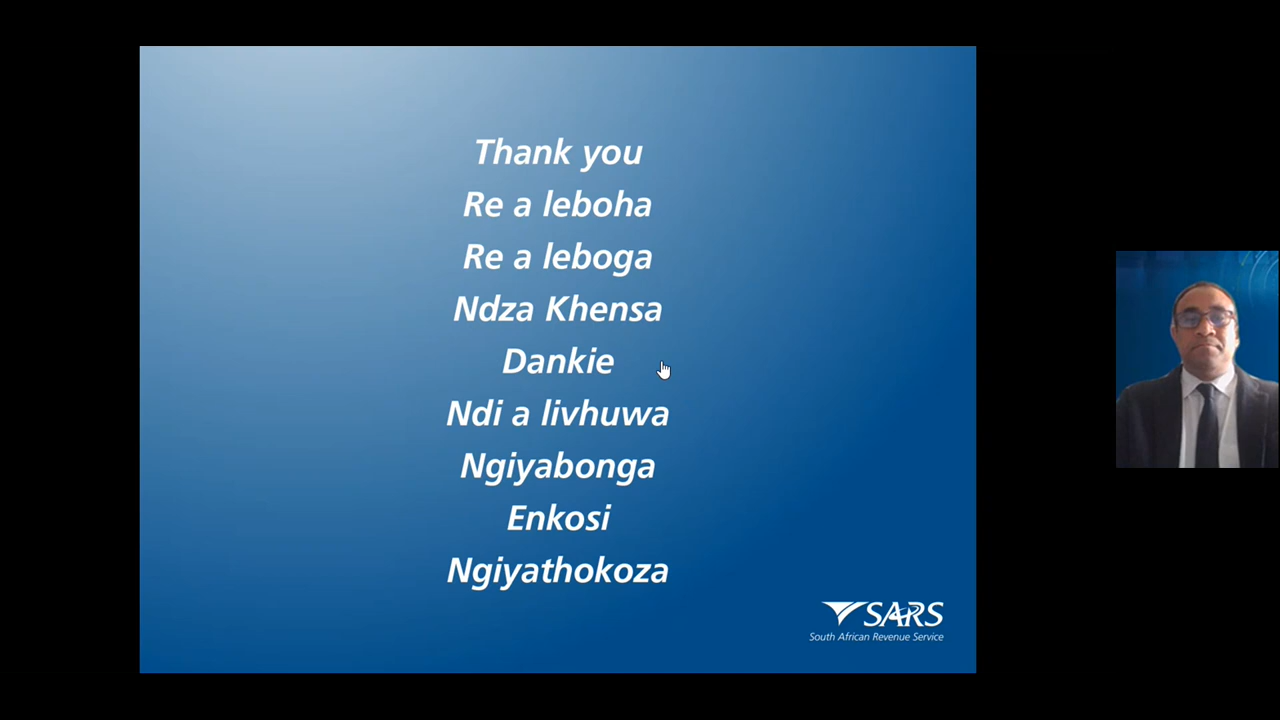 Thank you
Re a leboha
Re a leboga
Ndza Khensa
Dankie
Ndi a livhuwa
Ngiyabonga
Enkosi
Ngiyathokoza
SARS
South African Revenue Service